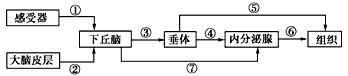 感受器 ① ⑤
下丘脑 ③ 垂体 ④ 内分泌腺 ⑥ 组织
大脑皮层 ② ⑦